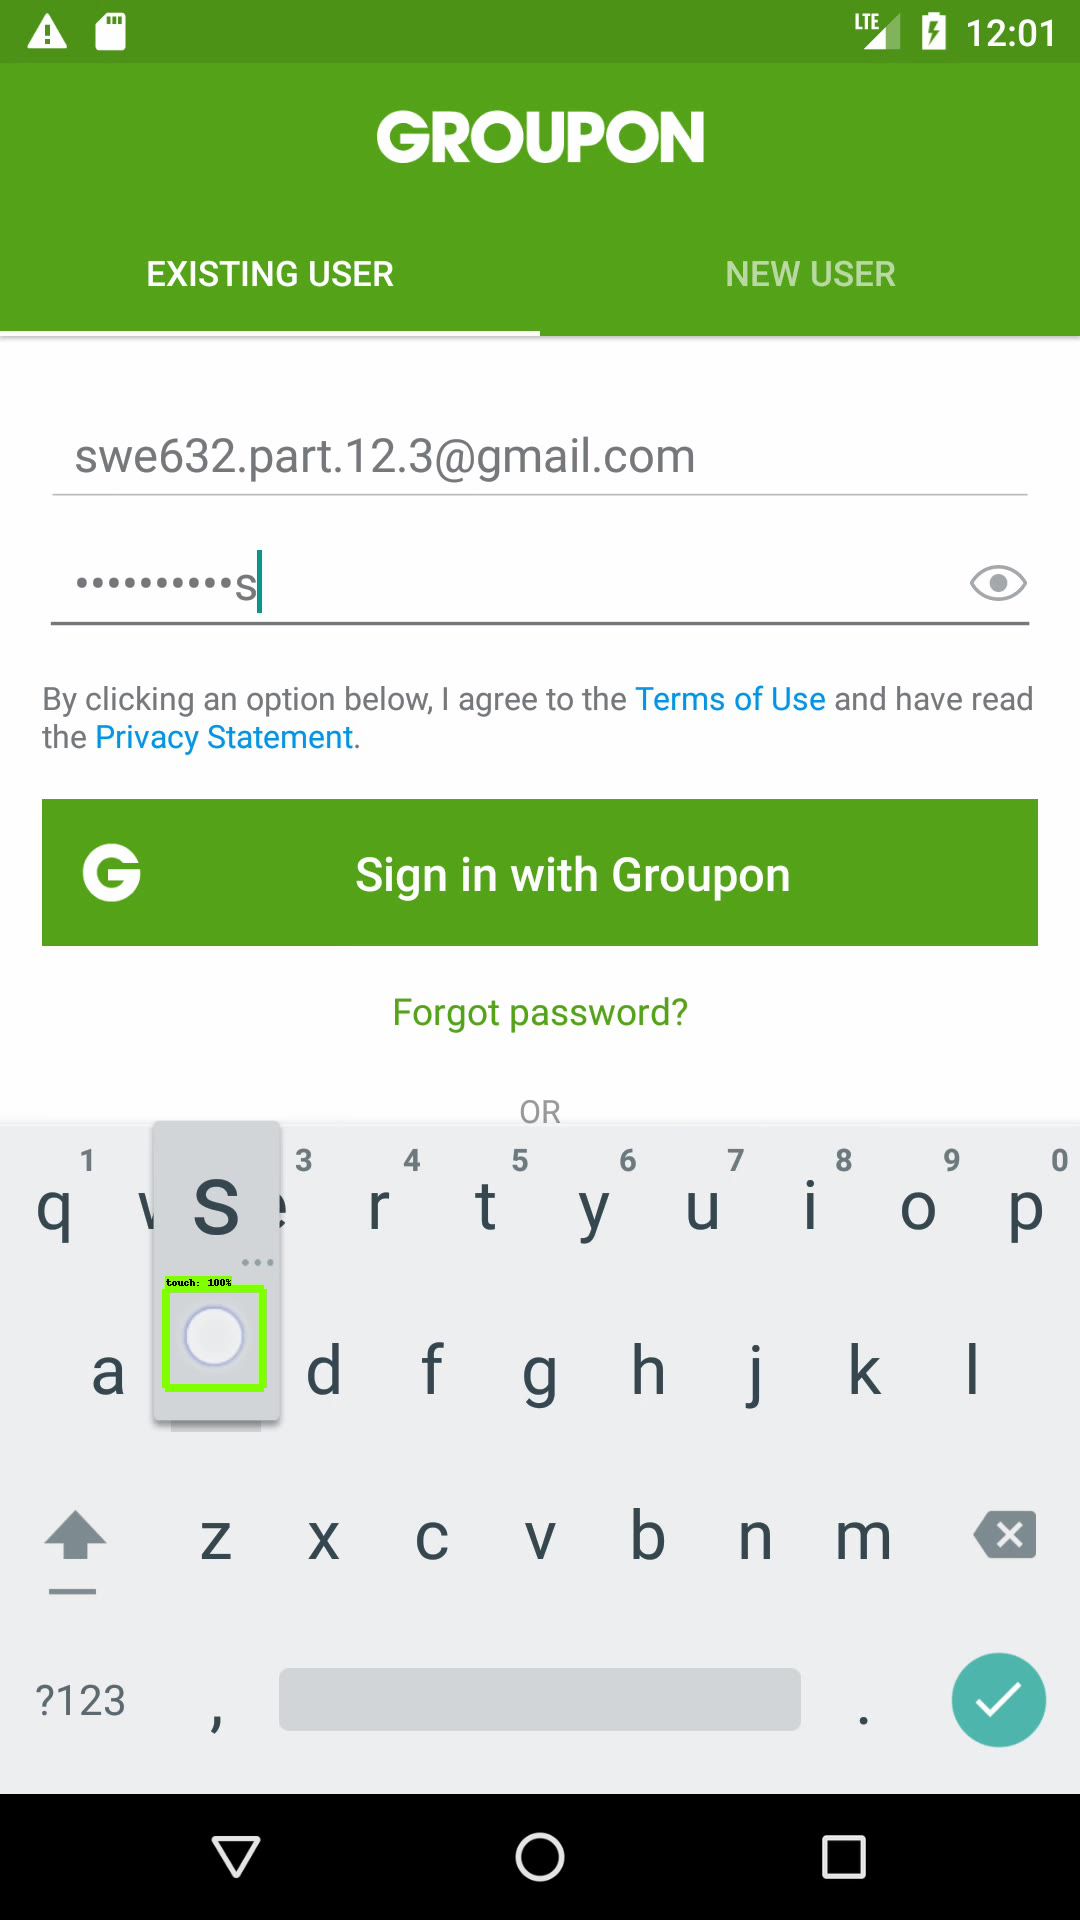 LTE 12:01
GROUPON
EXISTING USER NEW USER
swe632.part.12.3@gmail.com
••••••••••s
By clicking an option below, I agree to the Terms of Use and have read
the Privacy Statement.
G Sign in with Groupon
Forgot password?
OR
1 3 4 5 6 7 8 9 0
q w e r t y u i o p
s
touch: 100%
a d f g h j k l
z x c v b n m
?123 , .